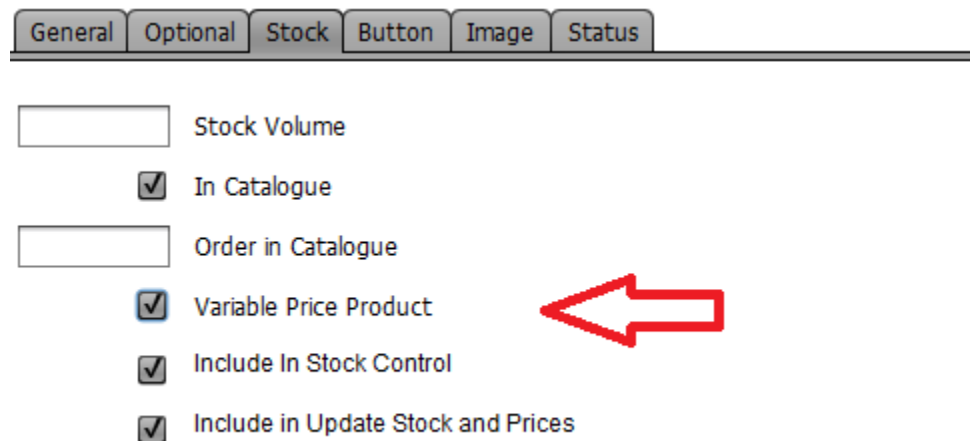 General Optional Stock Button Image Status
Stock Volume
In Catalogue
Order in Catalogue
Variable Price Product
Include In Stock Control
Include in Update Stock and Prices